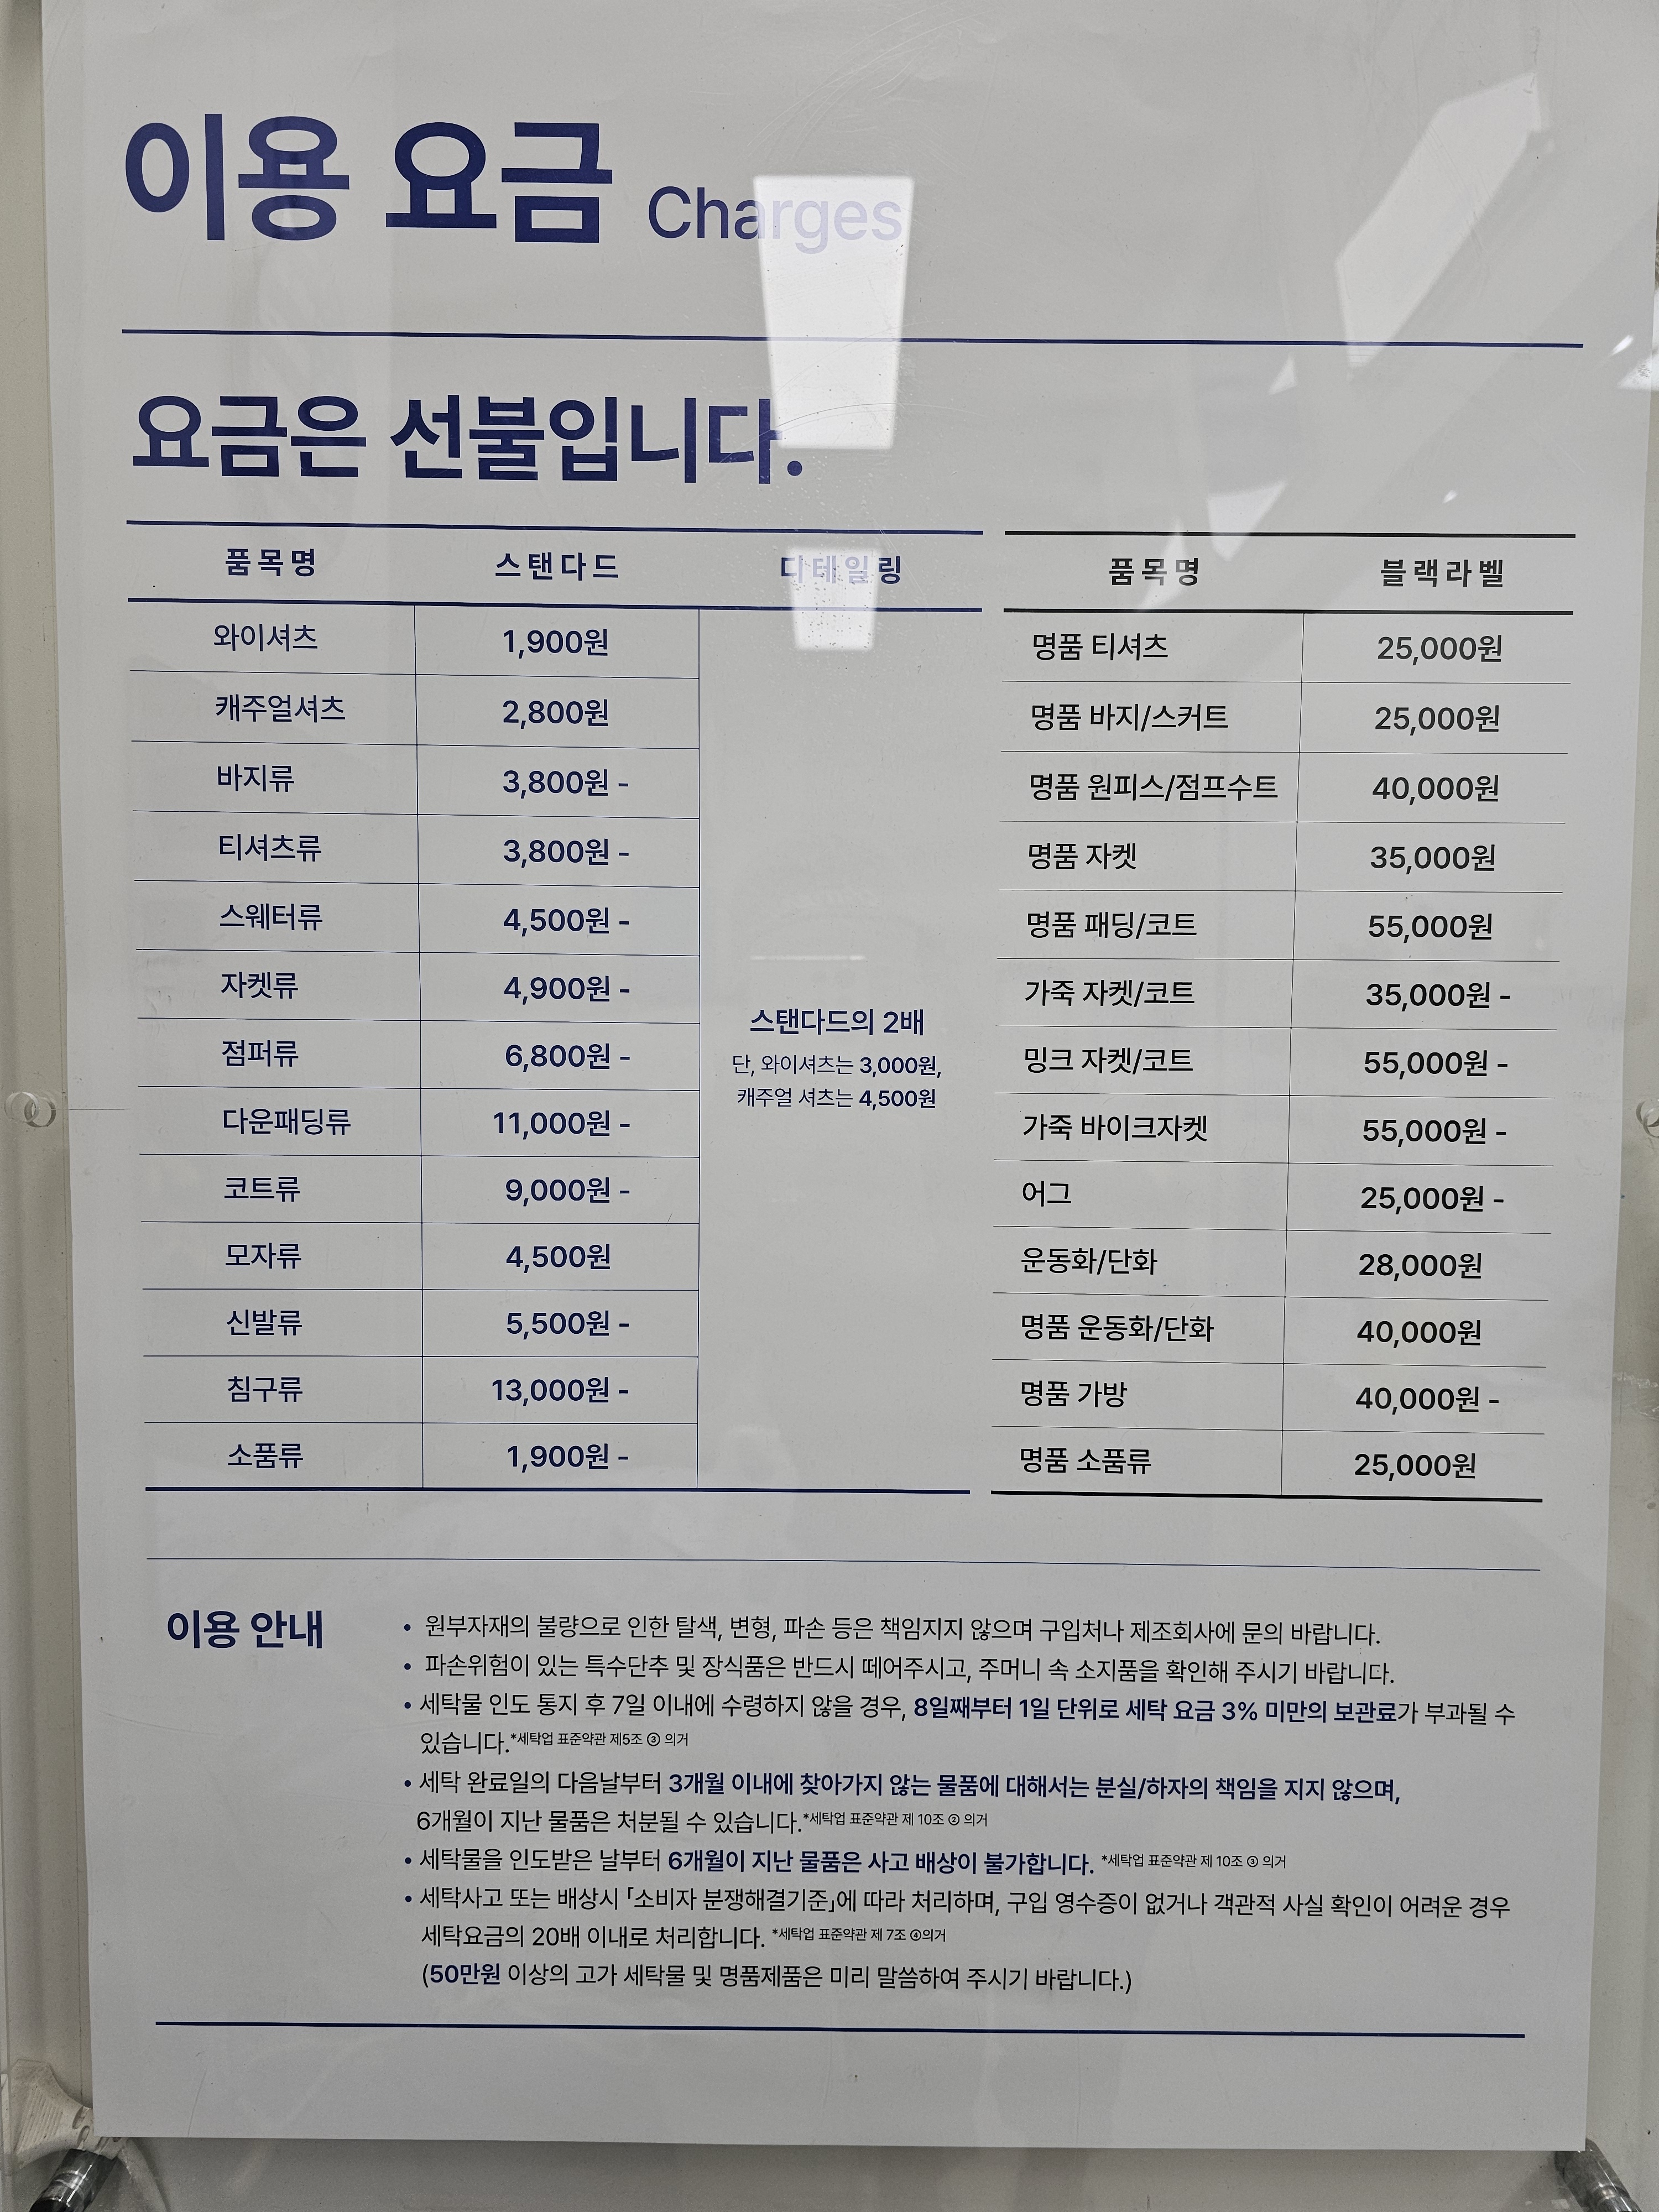 이용 요금 Charges
요금은 선불입니다.
품목명 스탠다드 디테일링
와이셔츠 1,900원
캐주얼셔츠 2,800원
바지류 3,800원 -
티셔츠류 3,800원 -
스웨터류 4,500원 -
자켓류 4,900원 -
점퍼류 6,800원 -
다운패딩류 11,000원 -
코트류 9,000원 -
모자류 4,500원
신발류 5,500원 -
침구류 13,000원 -
소품류 1,900원 -
스탠다드의 2배
단, 와이셔츠는 3,000원,
캐주얼 셔츠는 4,500원
품목명 블랙라벨
명품 티셔츠 25,000원
명품 바지/스커트 25,000원
명품 원피스/점프수트 40,000원
명품 자켓 35,000원
명품 패딩/코트 55,000원
가죽 자켓/코트 35,000원 -
밍크 자켓/코트 55,000원 -
가죽 바이크자켓 55,000원 -
어그 25,000원 -
운동화/단화 28,000원
명품 운동화/단화 40,000원
명품 가방 40,000원 -
명품 소품류 25,000원
이용 안내
• 원부자재의 불량으로 인한 탈색, 변형, 파손 등은 책임지지 않으며 구입처나 제조회사에 문의 바랍니다.
• 파손위험이 있는 특수단추 및 장식품은 반드시 떼어주시고, 주머니 속 소지품을 확인해 주시기 바랍니다.
• 세탁물 인도 통지 후 7일 이내에 수령하지 않을 경우, 8일째부터 1일 단위로 세탁 요금 3% 미만의 보관료가 부과될 수
있습니다.*세탁업 표준약관 제5조 ③ 의거
• 세탁 완료일의 다음날부터 3개월 이내에 찾아가지 않는 물품에 대해서는 분실/하자의 책임을 지지 않으며,
6개월이 지난 물품은 처분될 수 있습니다.*세탁업 표준약관 제 10조 ② 의거
• 세탁물을 인도받은 날부터 6개월이 지난 물품은 사고 배상이 불가합니다. *세탁업 표준약관 제 10조 ③ 의거
• 세탁사고 또는 배상시 「소비자 분쟁해결기준」에 따라 처리하며, 구입 영수증이 없거나 객관적 사실 확인이 어려운 경우
세탁요금의 20배 이내로 처리합니다. *세탁업 표준약관 제 7조 ④의거
(50만원 이상의 고가 세탁물 및 명품제품은 미리 말씀하여 주시기 바랍니다.)